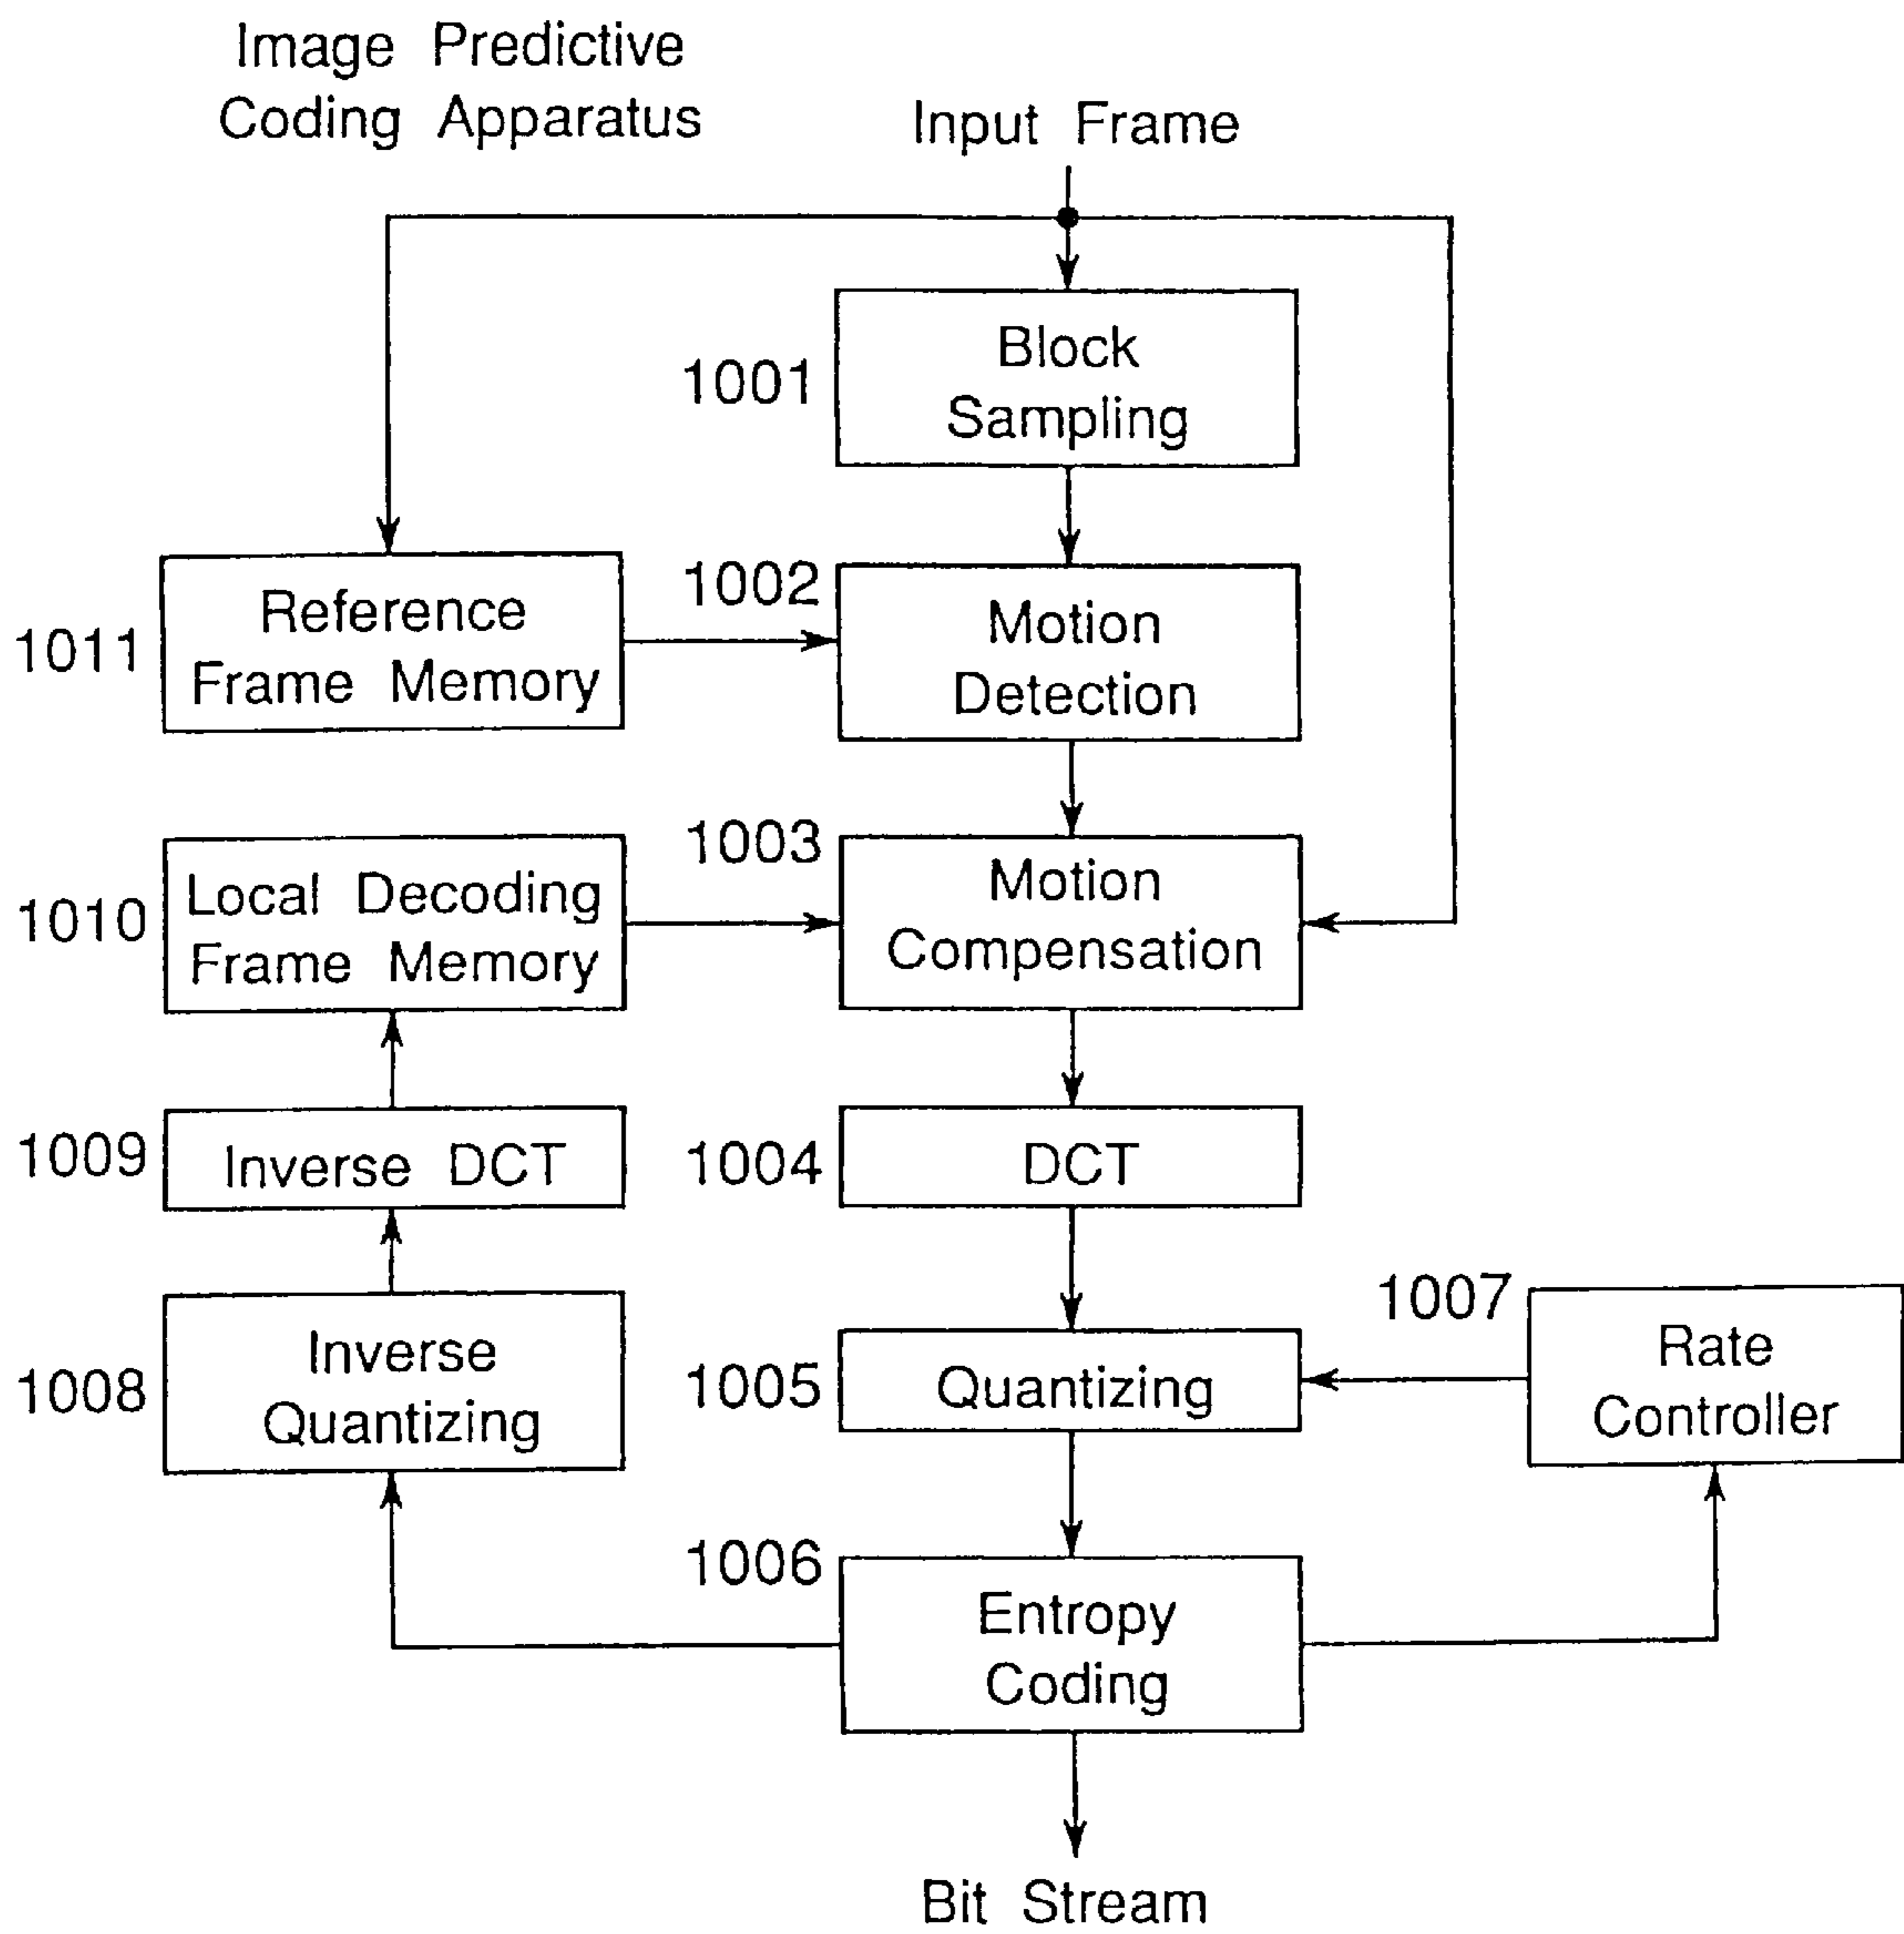 Image Predictive
Coding Apparatus
Input Frame
1001
Block
Sampling
1011
Reference
Frame Memory
1002
Motion
Detection
1010
Local Decoding
Frame Memory
1003
Motion
Compensation
1009
Inverse DCT
1004
DCT
1008
Inverse
Quantizing
1005
Quantizing
1007
Rate
Controller
1006
Entropy
Coding
Bit Stream